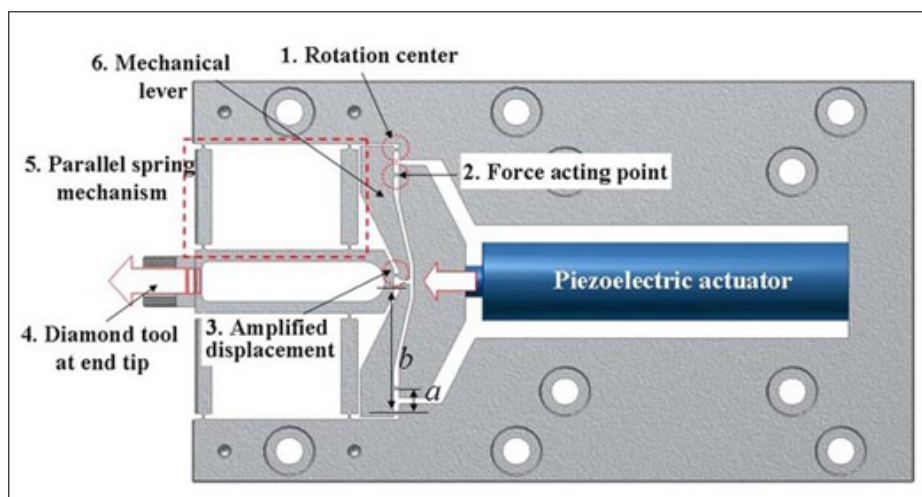 1. Rotation center
6. Mechanical
lever
5. Parallel spring
mechanism
2. Force acting point
Piezoelectric actuator
4. Diamond tool
at end tip
3. Amplified
displacement
b
a